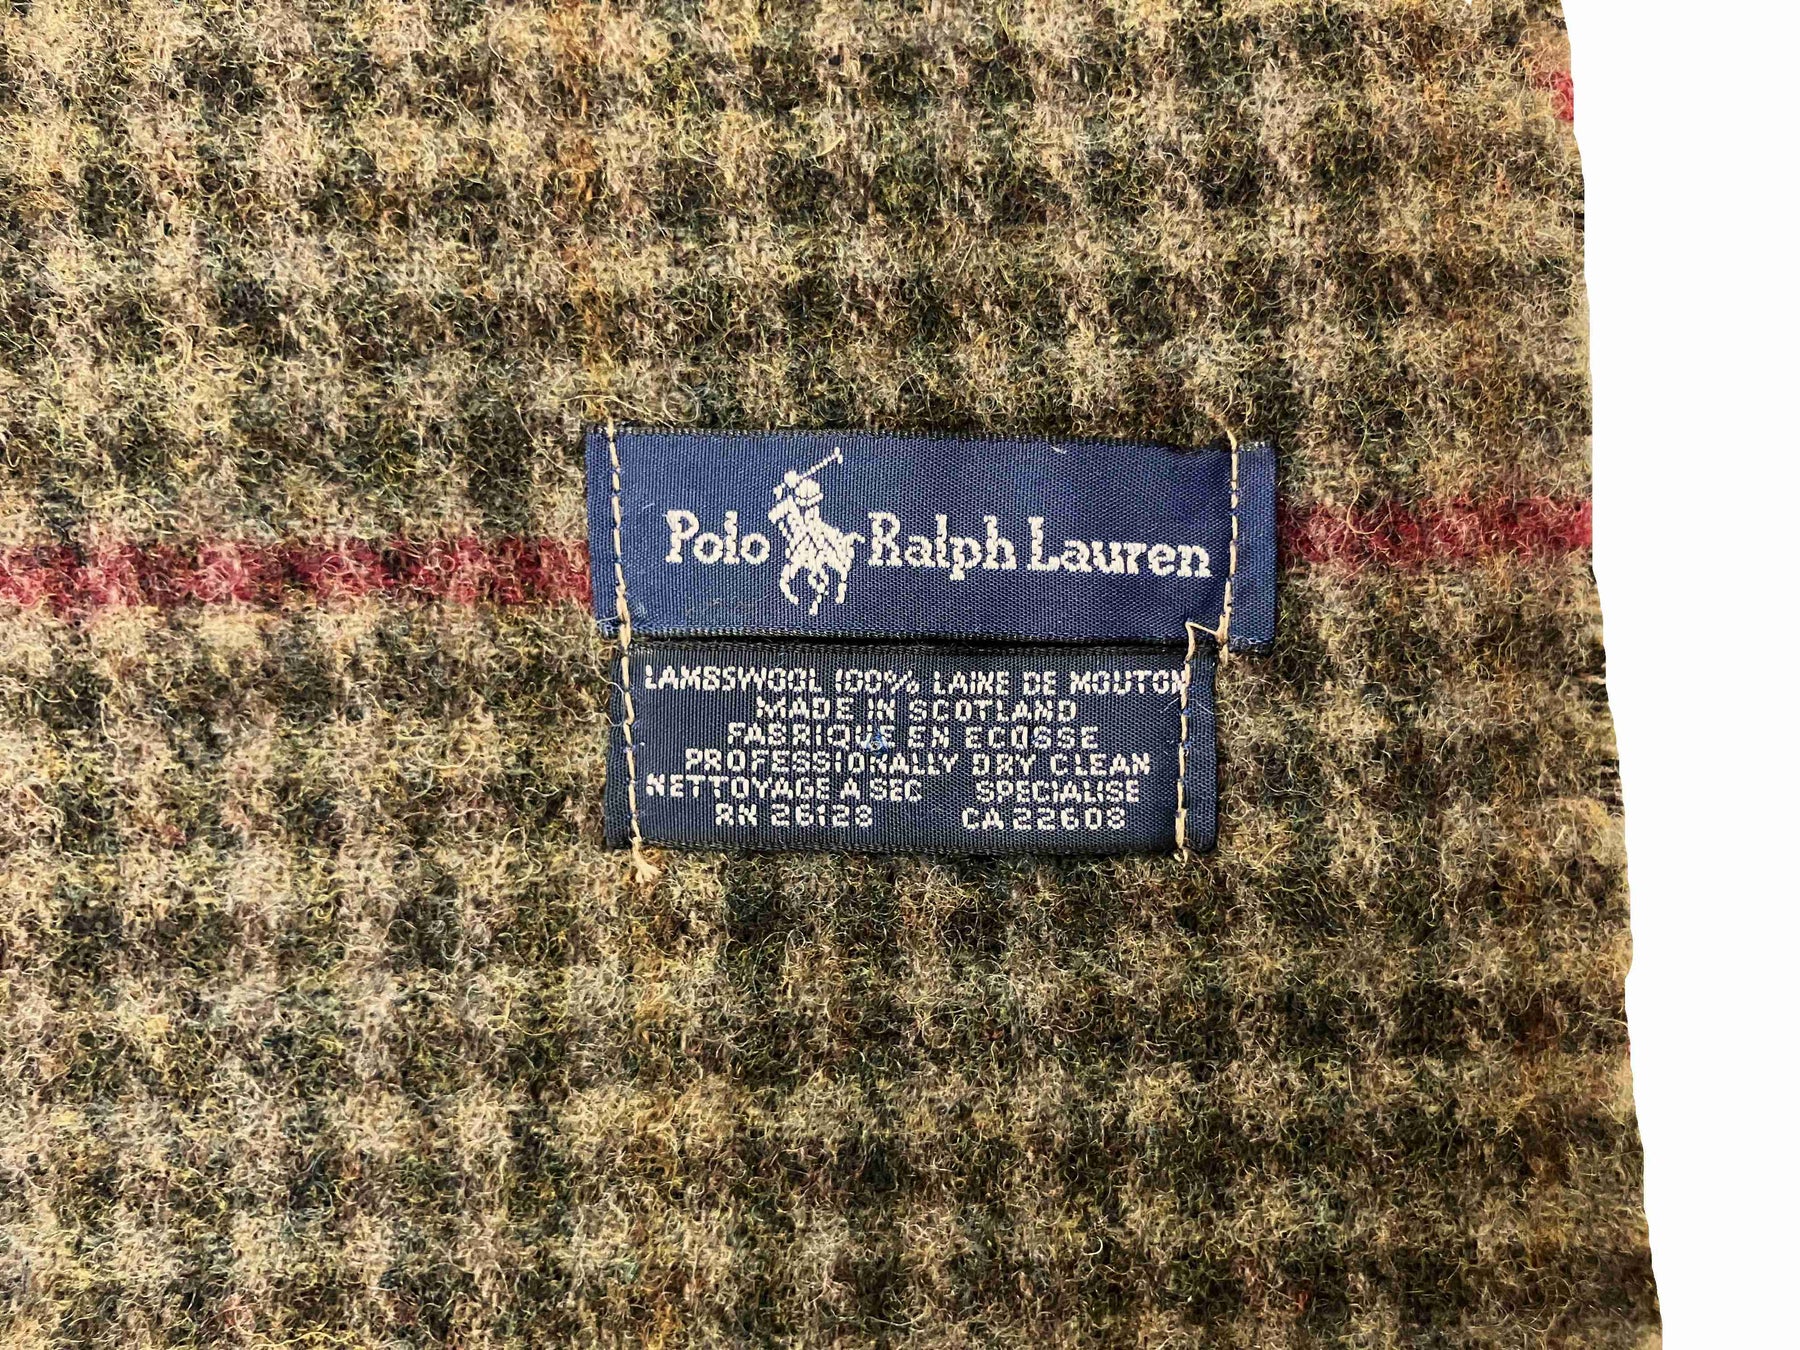 Polo Ralph Lauren
LAMBSWOOL 100% LAINE DE MOUTON
MADE IN SCOTLAND
FABRIQUE EN ECOSSE
PROFESSIONALLY DRY CLEAN
NETTOYAGE A SEC SPECIALISE
RN 26128 CA 22608